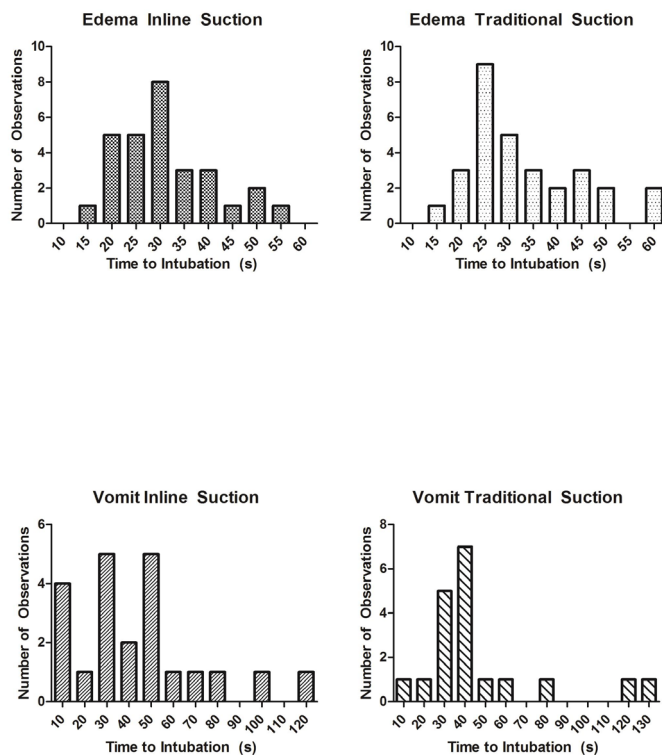 Edema Inline Suction
Number of Observations
10
8
6
4
2
0
10 15 20 25 30 35 40 45 50 55 60
Time to Intubation (s)
Edema Traditional Suction
Number of Observations
10
8
6
4
2
0
10 15 20 25 30 35 40 45 50 55 60
Time to Intubation (s)
Vomit Inline Suction
Number of Observations
6
4
2
0
10 20 30 40 50 60 70 80 90 100 110 120
Time to Intubation (s)
Vomit Traditional Suction
Number of Observations
8
6
4
2
0
10 20 30 40 50 60 70 80 90 100 110 120 130
Time to Intubation (s)